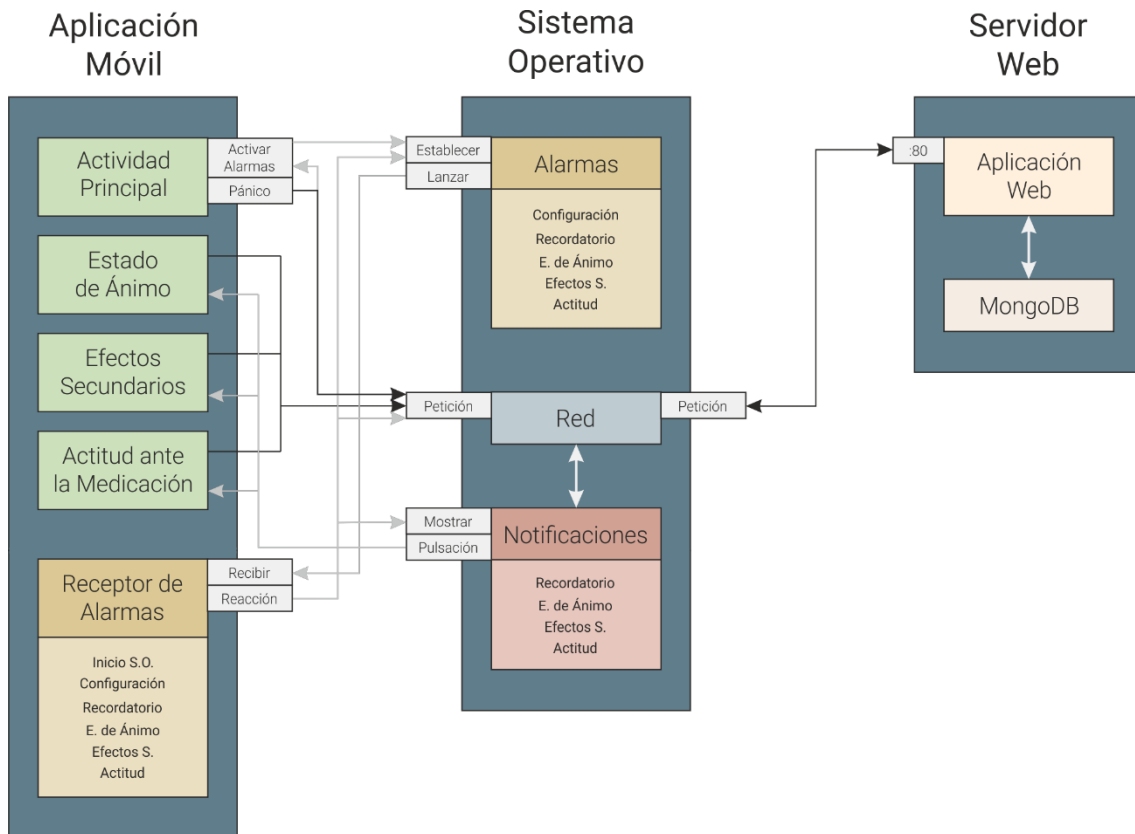 Aplicación
Móvil
Sistema
Operativo
Servidor
Web
Actividad
Principal
Activar
Alarmas
Pánico
Estado
de Ánimo
Efectos
Secundarios
Actitud ante
la Medicación
Receptor de
Alarmas
Recibir
Reacción
Inicio S.O.
Configuración
Recordatorio
E. de Ánimo
Efectos S.
Actitud
Establecer
Lanzar
Alarmas
Configuración
Recordatorio
E. de Ánimo
Efectos S.
Actitud
Petición
Red
Petición
Mostrar
Pulsación
Notificaciones
Recordatorio
E. de Ánimo
Efectos S.
Actitud
:80
Aplicación
Web
MongoDB